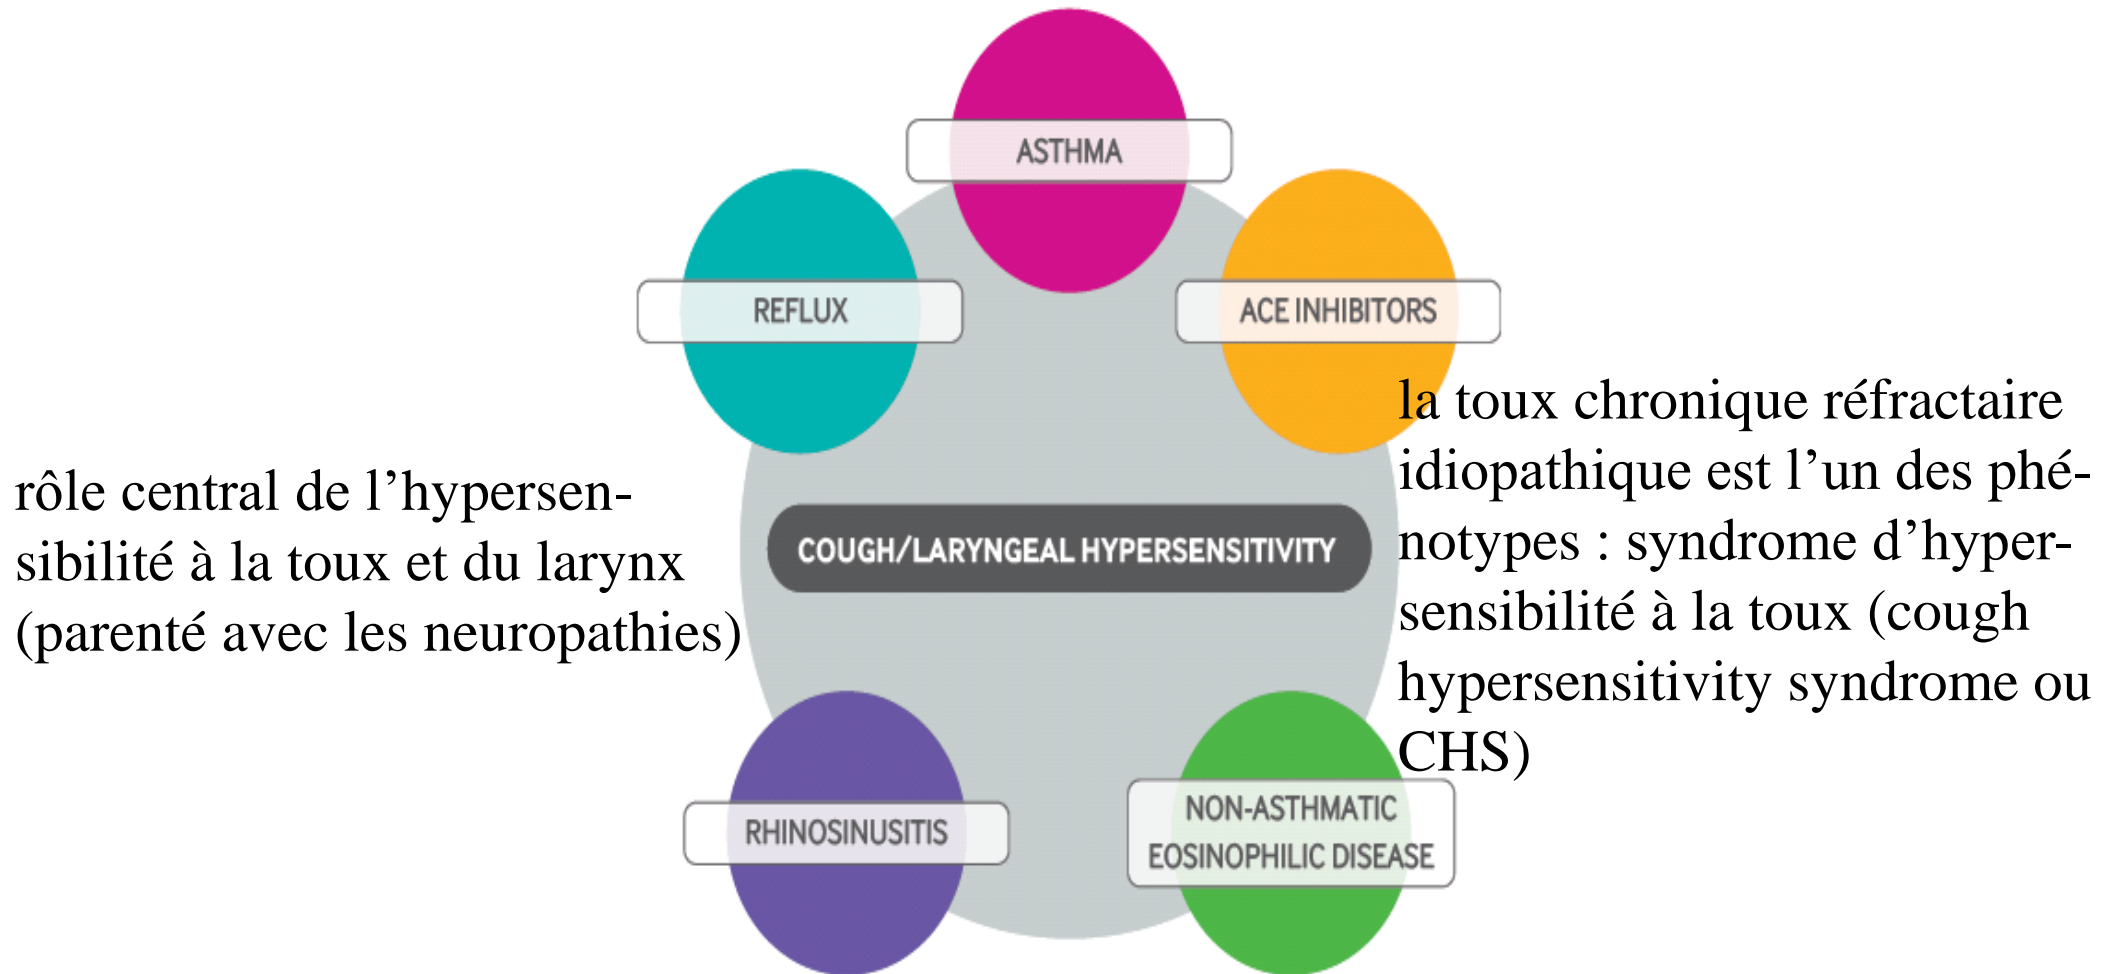 ASTHMA
REFLUX
ACE INHIBITORS
rôle central de l’hypersen-
sibilité à la toux et du larynx
(parenté avec les neuropathies)
COUGH/LARYNGEAL HYPERSENSITIVITY
la toux chronique réfractaire
idiopathique est l’un des phé-
notypes : syndrome d’hyper-
sensibilité à la toux (cough
hypersensitivity syndrome ou
CHS)
RHINOSINUSITIS
NON-ASTHMATIC
EOSINOPHILIC DISEASE